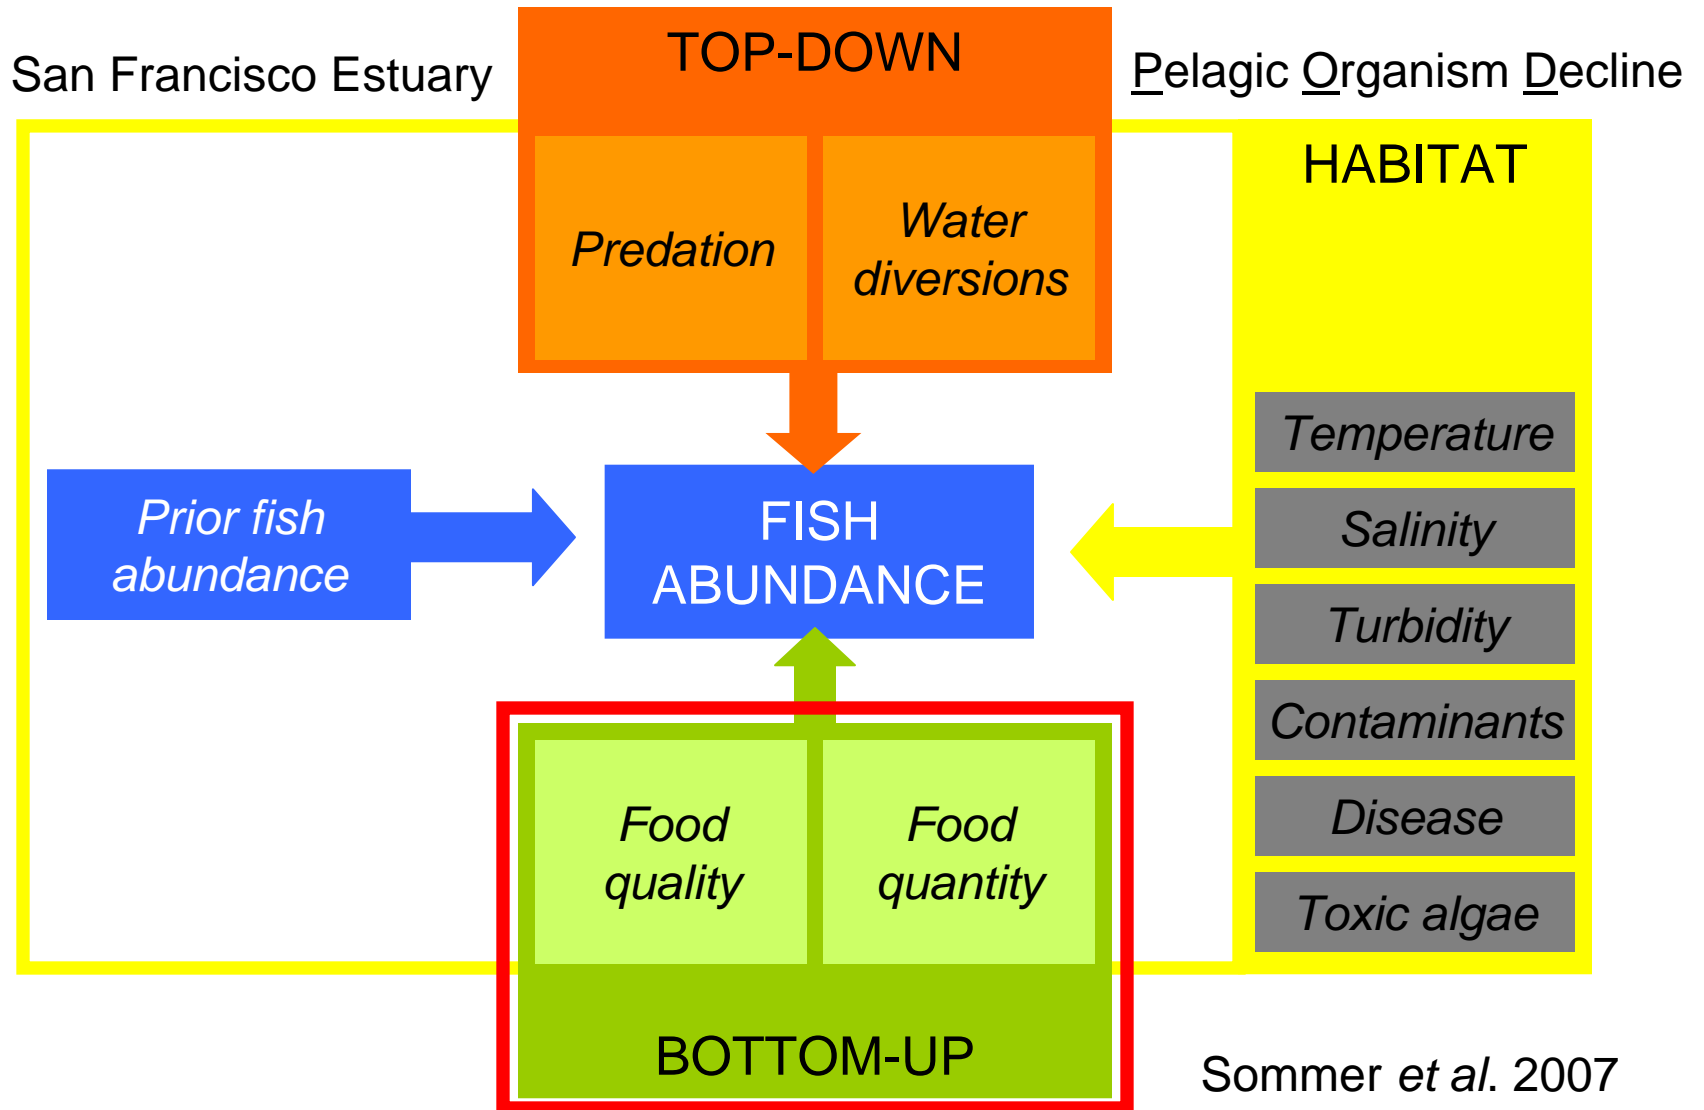 San Francisco Estuary
TOP-DOWN
Pelagic Organism Decline
Predation
Water
diversions
HABITAT
Temperature
Salinity
Turbidity
Contaminants
Disease
Toxic algae
Prior fish
abundance
FISH
ABUNDANCE
Food
quality
Food
quantity
BOTTOM-UP
Sommer et al. 2007